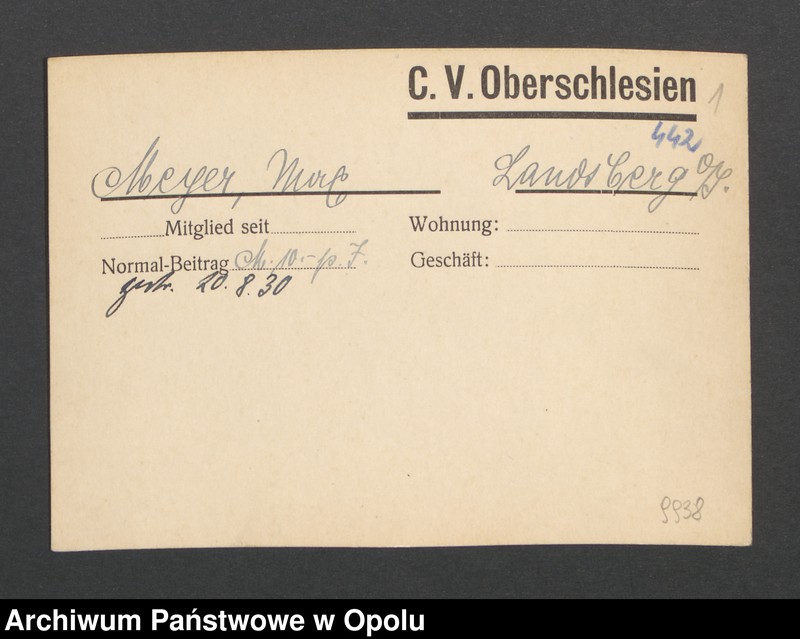 C. V. Oberschlesien 1
442
Meyer, Max
Landsberg O/S.
Mitglied seit
Wohnung:
Normal-Beitrag M. 10.- p. J.
Geschäft:
gestr. 20. 8. 30
9938
Archiwum Państwowe w Opolu